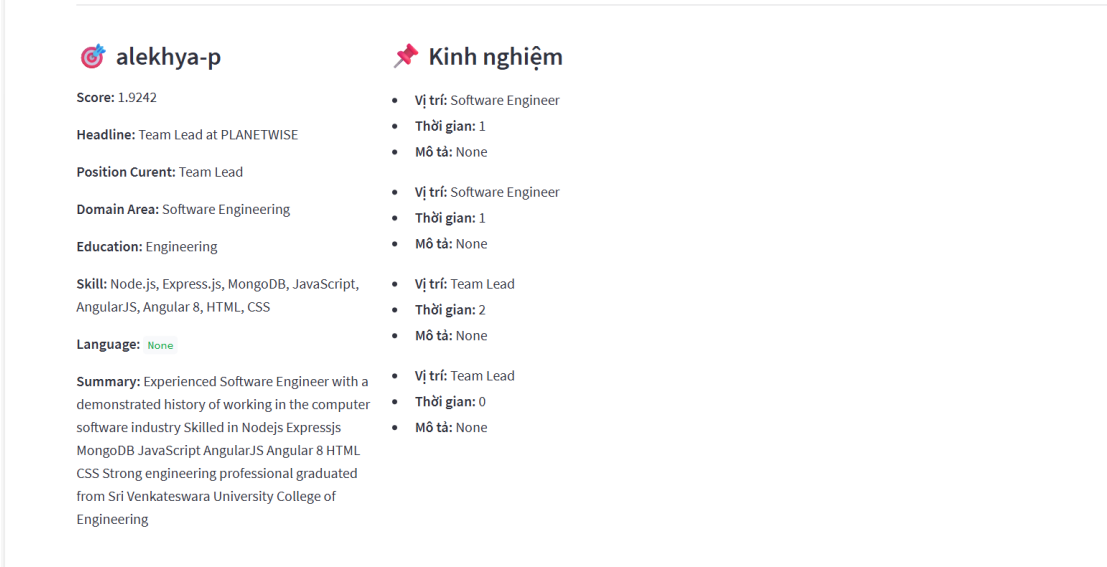 alekhya-p
Score: 1.9242
Headline: Team Lead at PLANETWISE
Position Curent: Team Lead
Domain Area: Software Engineering
Education: Engineering
Skill: Node.js, Express.js, MongoDB, JavaScript,
AngularJS, Angular 8, HTML, CSS
Language: None
Summary: Experienced Software Engineer with a
demonstrated history of working in the computer
software industry Skilled in Nodejs Expressjs
MongoDB JavaScript AngularJS Angular 8 HTML
CSS Strong engineering professional graduated
from Sri Venkateswara University College of
Engineering
Kinh nghiệm
Vị trí: Software Engineer
Thời gian: 1
Mô tả: None
Vị trí: Software Engineer
Thời gian: 1
Mô tả: None
Vị trí: Team Lead
Thời gian: 2
Mô tả: None
Vị trí: Team Lead
Thời gian: 0
Mô tả: None